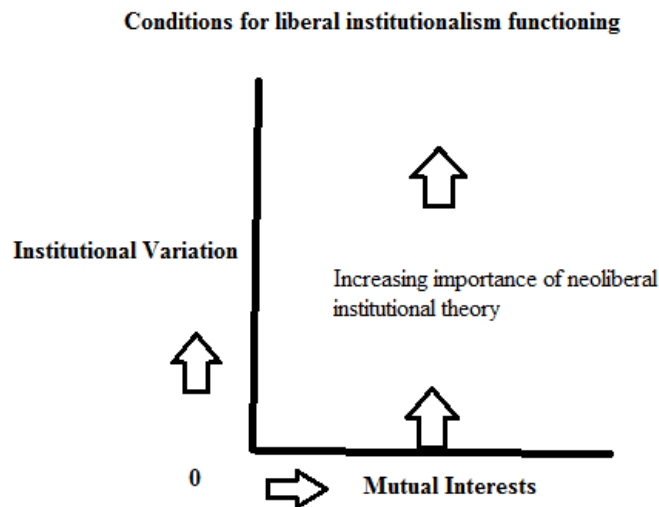 Conditions for liberal institutionalism functioning
Institutional Variation
Increasing importance of neoliberal
institutional theory
0
Mutual Interests